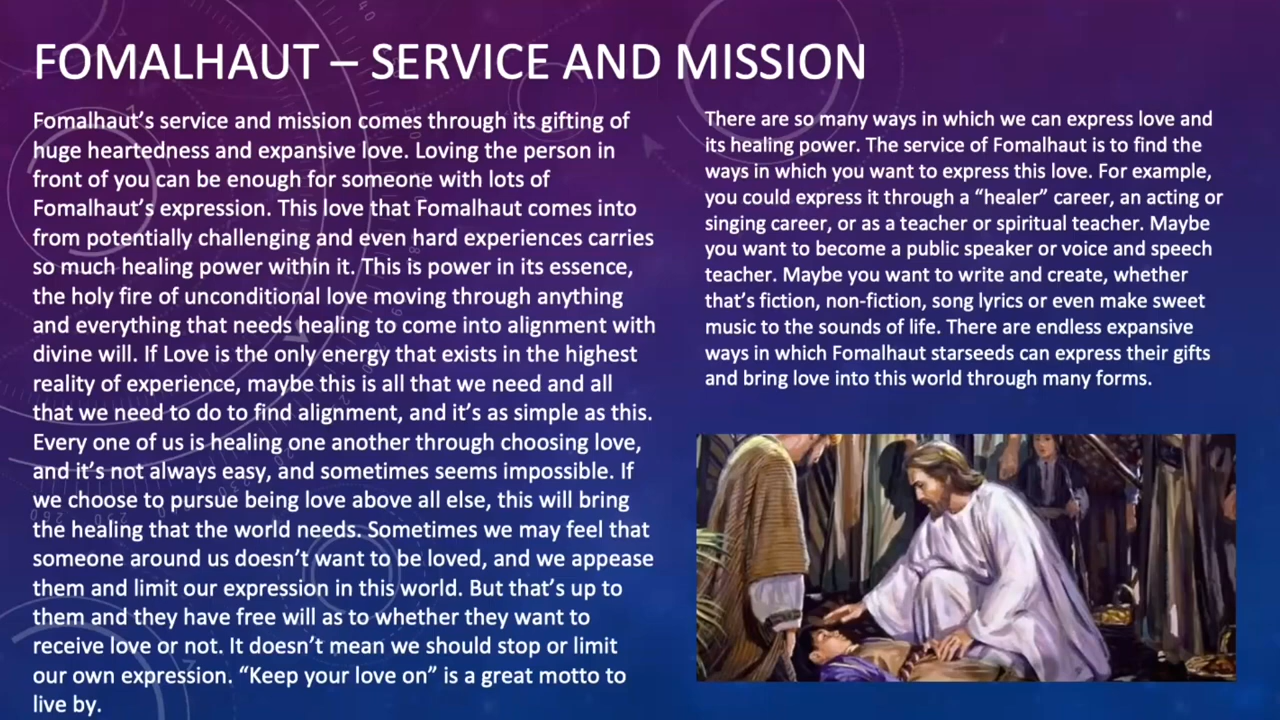 FOMALHAUT – SERVICE AND MISSION
Fomalhaut’s service and mission comes through its gifting of
huge heartedness and expansive love. Loving the person in
front of you can be enough for someone with lots of
Fomalhaut’s expression. This love that Fomalhaut comes into
from potentially challenging and even hard experiences carries
so much healing power within it. This is power in its essence,
the holy fire of unconditional love moving through anything
and everything that needs healing to come into alignment with
divine will. If Love is the only energy that exists in the highest
reality of experience, maybe this is all that we need and all
that we need to do to find alignment, and it’s as simple as this.
Every one of us is healing one another through choosing love,
and it’s not always easy, and sometimes seems impossible. If
we choose to pursue being love above all else, this will bring
the healing that the world needs. Sometimes we may feel that
someone around us doesn’t want to be loved, and we appease
them and limit our expression in this world. But that’s up to
them and they have free will as to whether they want to
receive love or not. It doesn’t mean we should stop or limit
our own expression. “Keep your love on” is a great motto to
live by.
There are so many ways in which we can express love and
its healing power. The service of Fomalhaut is to find the
ways in which you want to express this love. For example,
you could express it through a “healer” career, an acting or
singing career, or as a teacher or spiritual teacher. Maybe
you want to become a public speaker or voice and speech
teacher. Maybe you want to write and create, whether
that’s fiction, non-fiction, song lyrics or even make sweet
music to the sounds of life. There are endless expansive
ways in which Fomalhaut starseeds can express their gifts
and bring love into this world through many forms.